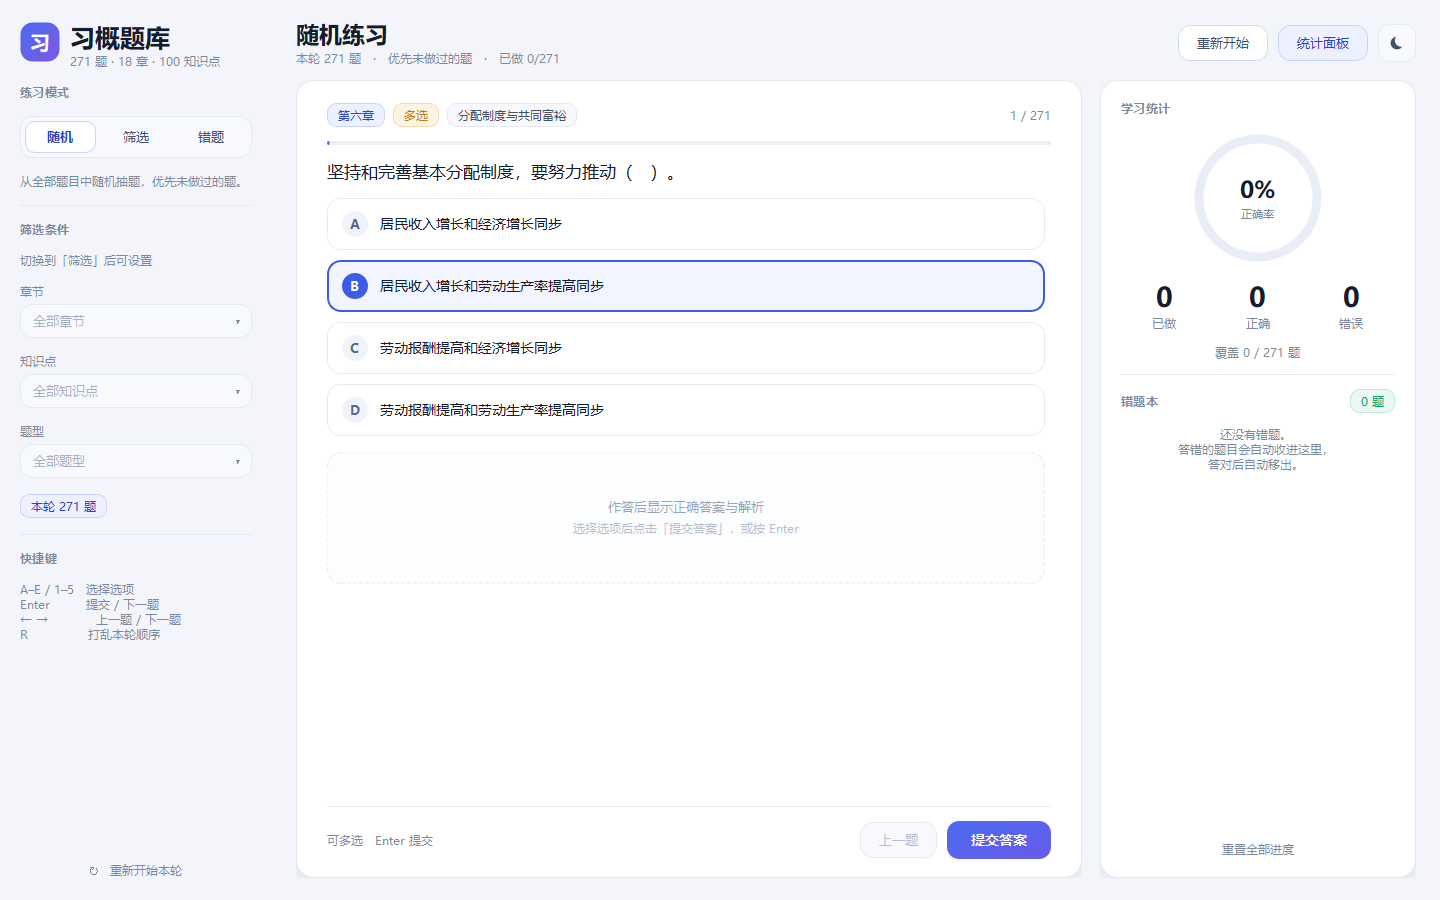 习
习概题库
271 题 · 18 章 · 100 知识点
练习模式
随机
筛选
错题
从全部题目中随机抽题，优先未做过的题。
筛选条件
切换到「筛选」后可设置
章节
全部章节
知识点
全部知识点
题型
全部题型
本轮 271 题
快捷键
A–E / 1–5 选择选项
Enter 提交 / 下一题
← → 上一题 / 下一题
R 打乱本轮顺序
↻ 重新开始本轮
随机练习
本轮 271 题 · 优先未做过的题 · 已做 0/271
重新开始
统计面板
第六章
多选
分配制度与共同富裕
1 / 271
坚持和完善基本分配制度，要努力推动（ ）。
A 居民收入增长和经济增长同步
B 居民收入增长和劳动生产率提高同步
C 劳动报酬提高和经济增长同步
D 劳动报酬提高和劳动生产率提高同步
作答后显示正确答案与解析
选择选项后点击「提交答案」，或按 Enter
可多选 Enter 提交
上一题
提交答案
学习统计
0%
正确率
0 0 0
已做 正确 错误
覆盖 0 / 271 题
错题本
0 题
还没有错题。
答错的题目会自动收进这里，
答对后自动移出。
重置全部进度